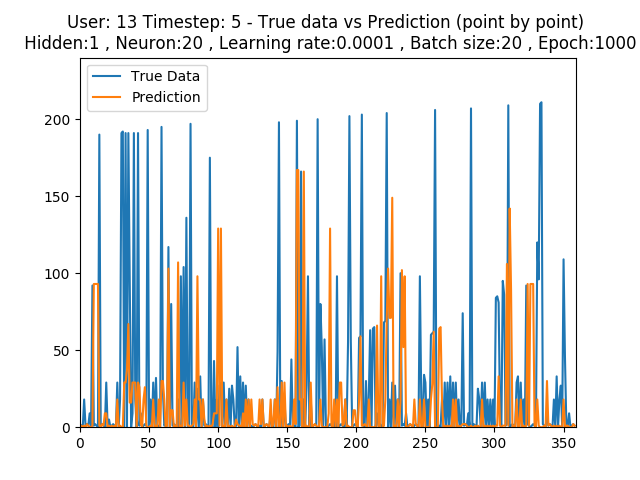 User: 13 Timestep: 5 - True data vs Prediction (point by point)
Hidden:1 , Neuron:20 , Learning rate:0.0001 , Batch size:20 , Epoch:1000
True Data
Prediction
200
150
100
50
0
0 50 100 150 200 250 300 350